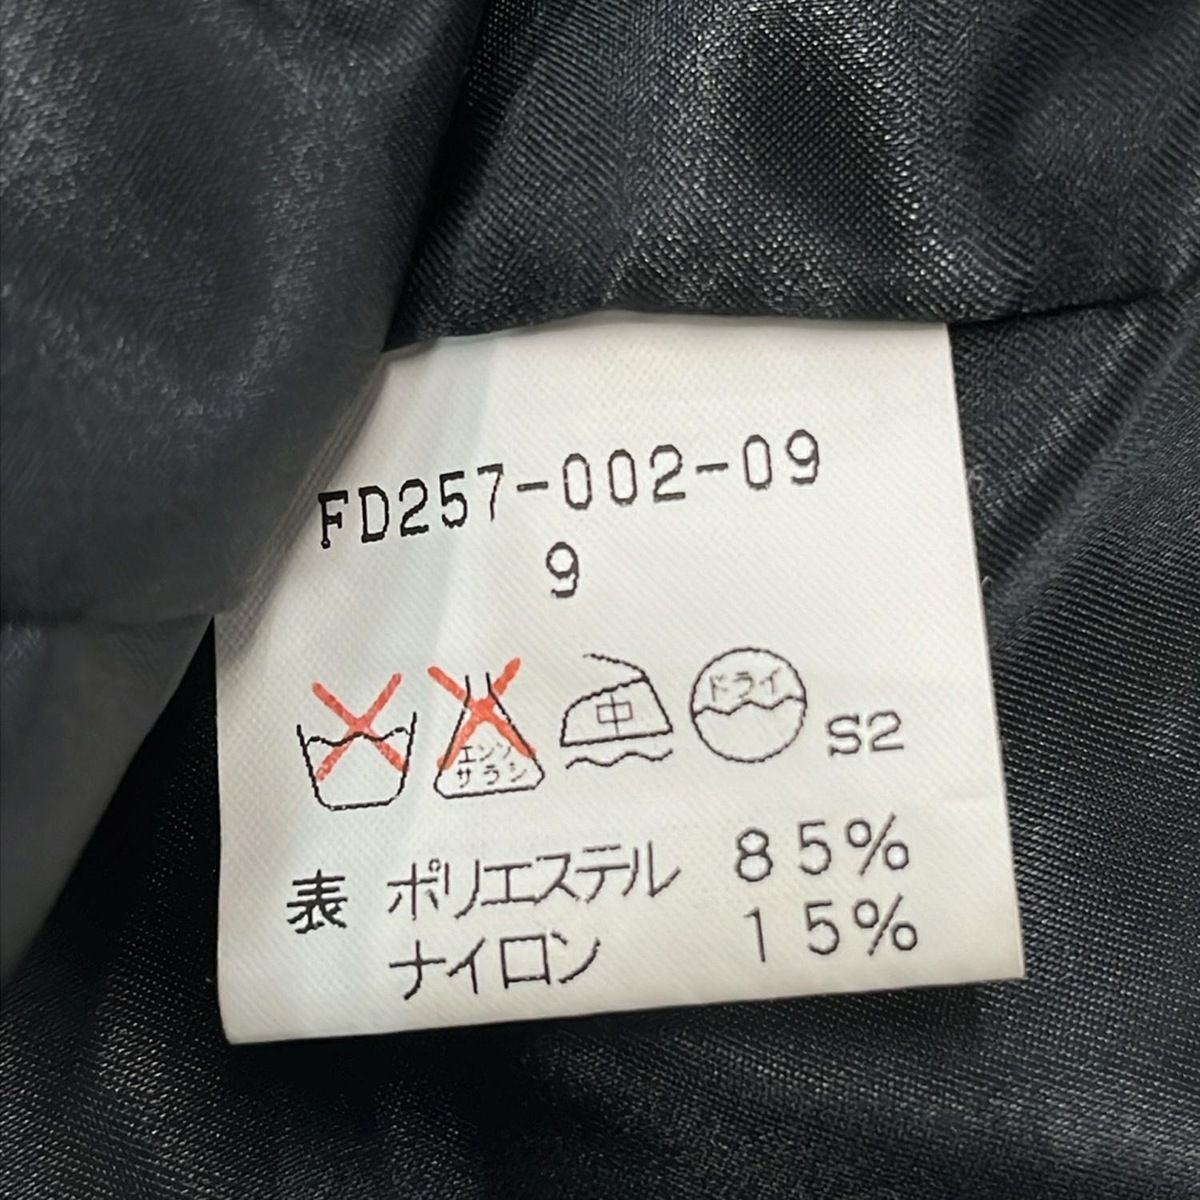 FD257-002-09
9
エンソ
サラシ
中
ドライ
S2
表 ポリエステル 85%
ナイロン 15%